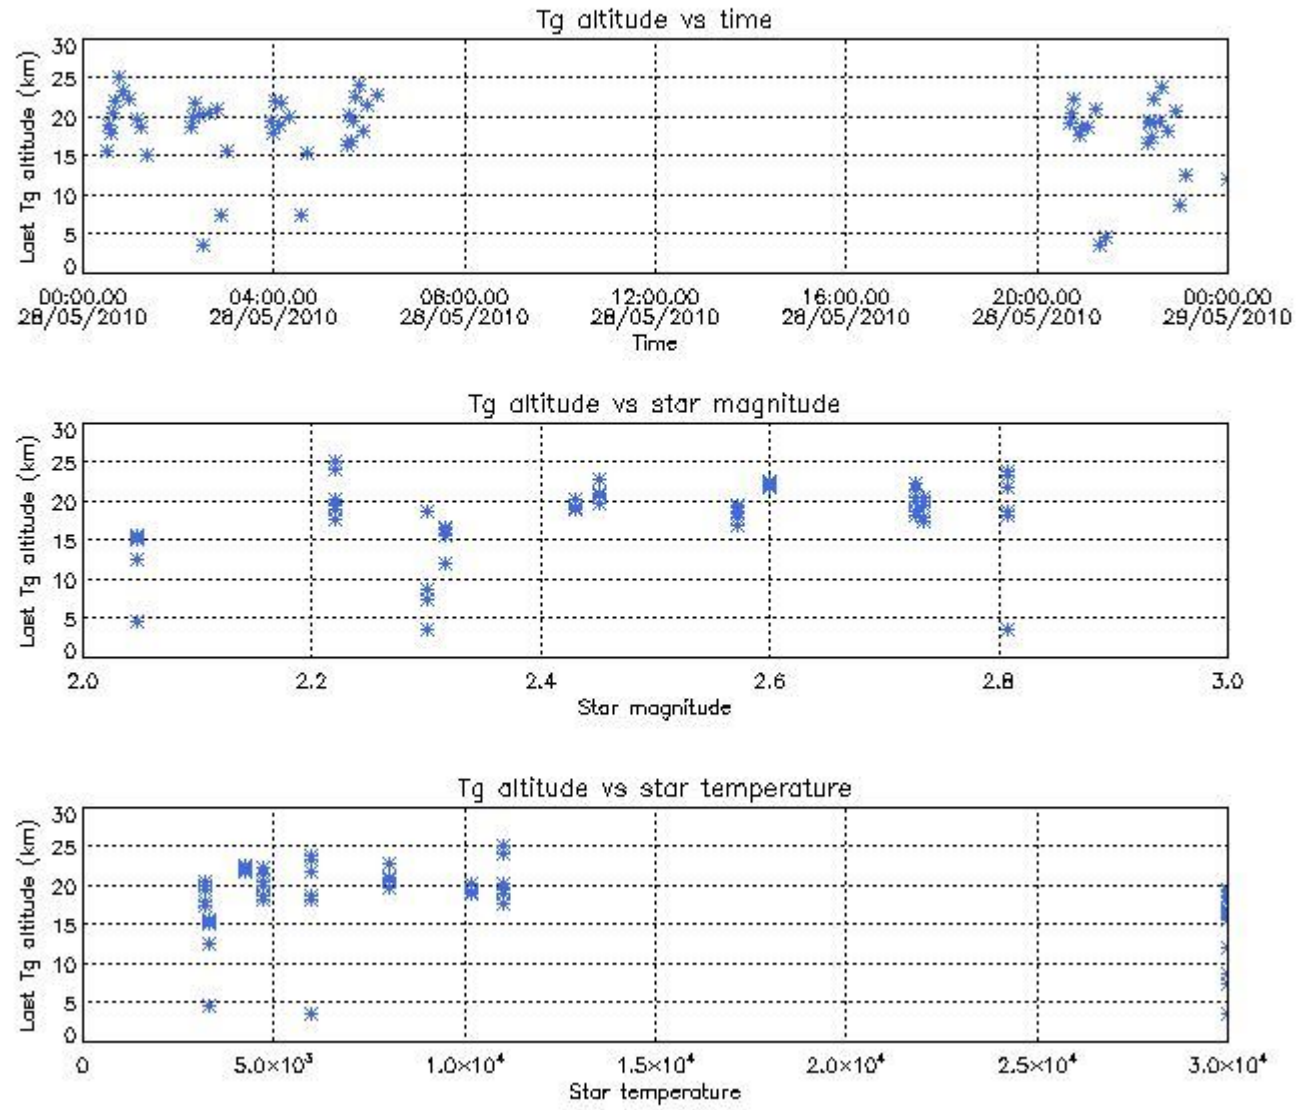 Tg altitude vs time
Last Tg altitude (km)
30
25
20
15
10
5
0
00:00.00 04:00.00 08:00.00 12:00.00 16:00.00 20:00.00 00:00.00
28/05/2010 28/05/2010 28/05/2010 28/05/2010 28/05/2010 28/05/2010 29/05/2010
Time
Tg altitude vs star magnitude
Last Tg altitude (km)
30
25
20
15
10
5
0
2.0 2.2 2.4 2.6 2.8 3.0
Star magnitude
Tg altitude vs star temperature
Last Tg altitude (km)
30
25
20
15
10
5
0
0 5.0×10³ 1.0×10⁴ 1.5×10⁴ 2.0×10⁴ 2.5×10⁴ 3.0×10⁴
Star temperature